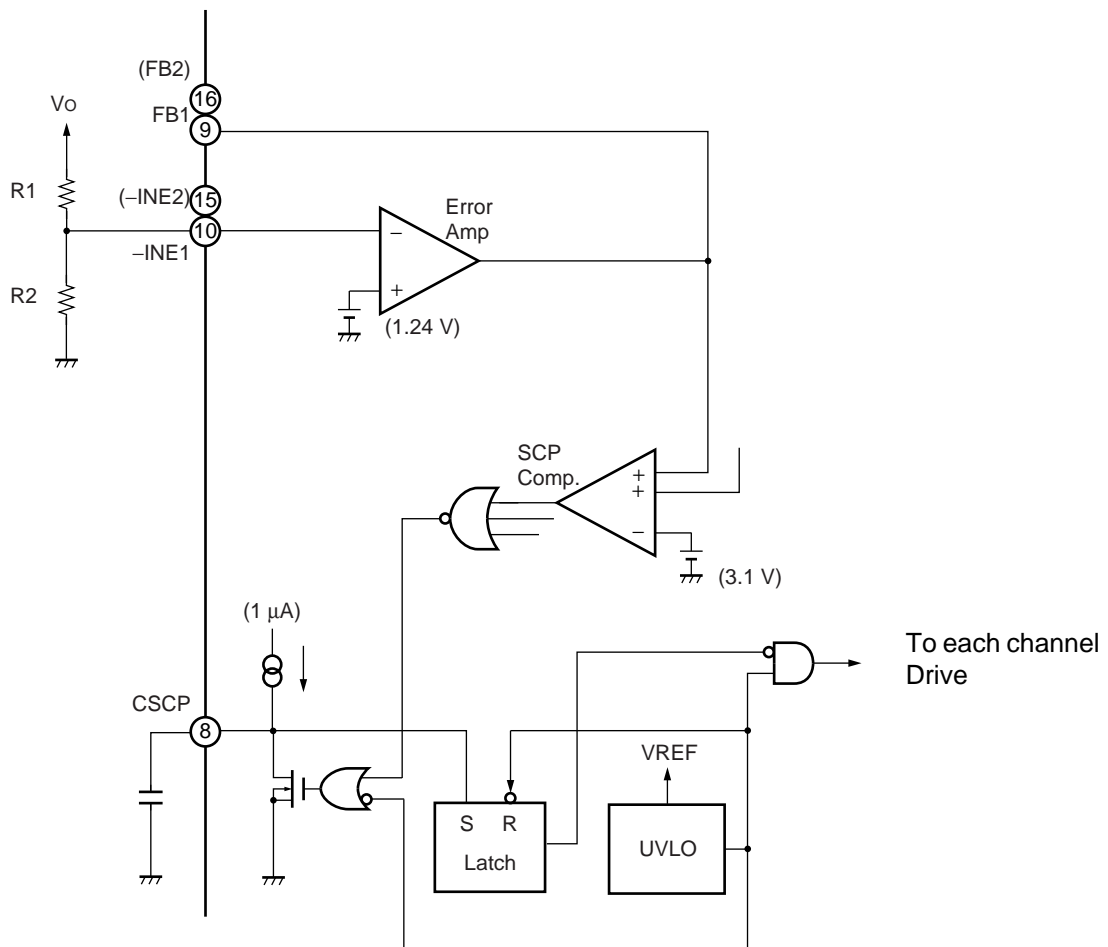 (FB2)
16
VO
FB1
9
R1
(–INE2)
15
10
–INE1
Error
Amp
–
+
(1.24 V)
R2
SCP
Comp.
+
+
–
(3.1 V)
(1 μA)
To each channel
Drive
CSCP
8
VREF
S R
Latch
UVLO